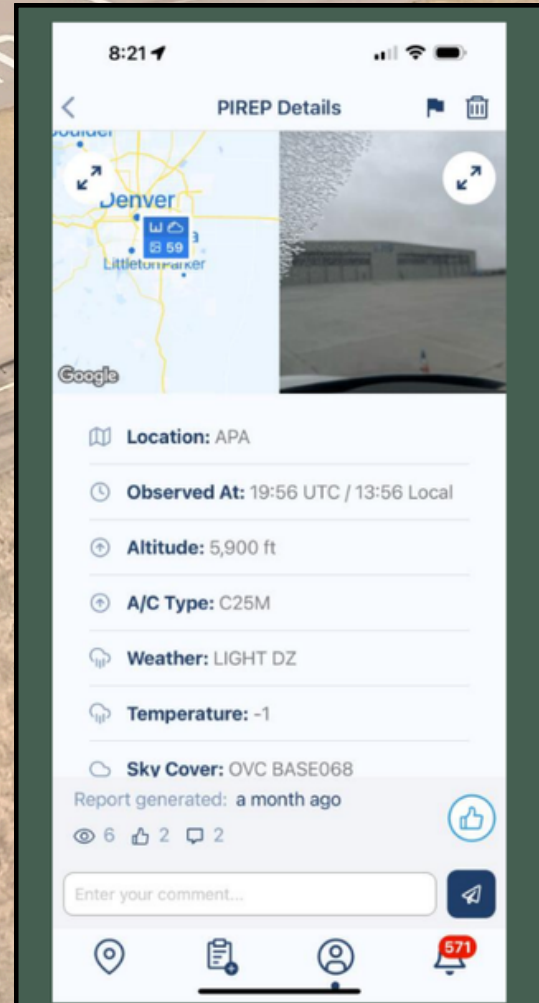 8:21
PIREP Details
Boulder
Denver
59
Littleton Parker
Google
Location: APA
Observed At: 19:56 UTC / 13:56 Local
Altitude: 5,900 ft
A/C Type: C25M
Weather: LIGHT DZ
Temperature: -1
Sky Cover: OVC BASE068
Report generated: a month ago
6 2 2
Enter your comment...
571